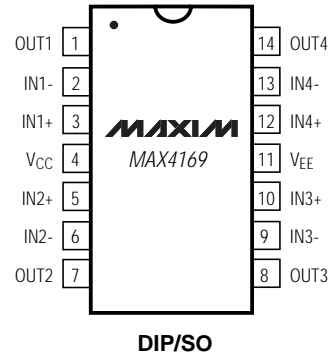 OUT1 1 14 OUT4
IN1- 2 13 IN4-
IN1+ 3 MAXIM 12 IN4+
VCC 4 MAX4169 11 VEE
IN2+ 5 10 IN3+
IN2- 6 9 IN3-
OUT2 7 8 OUT3
DIP/SO